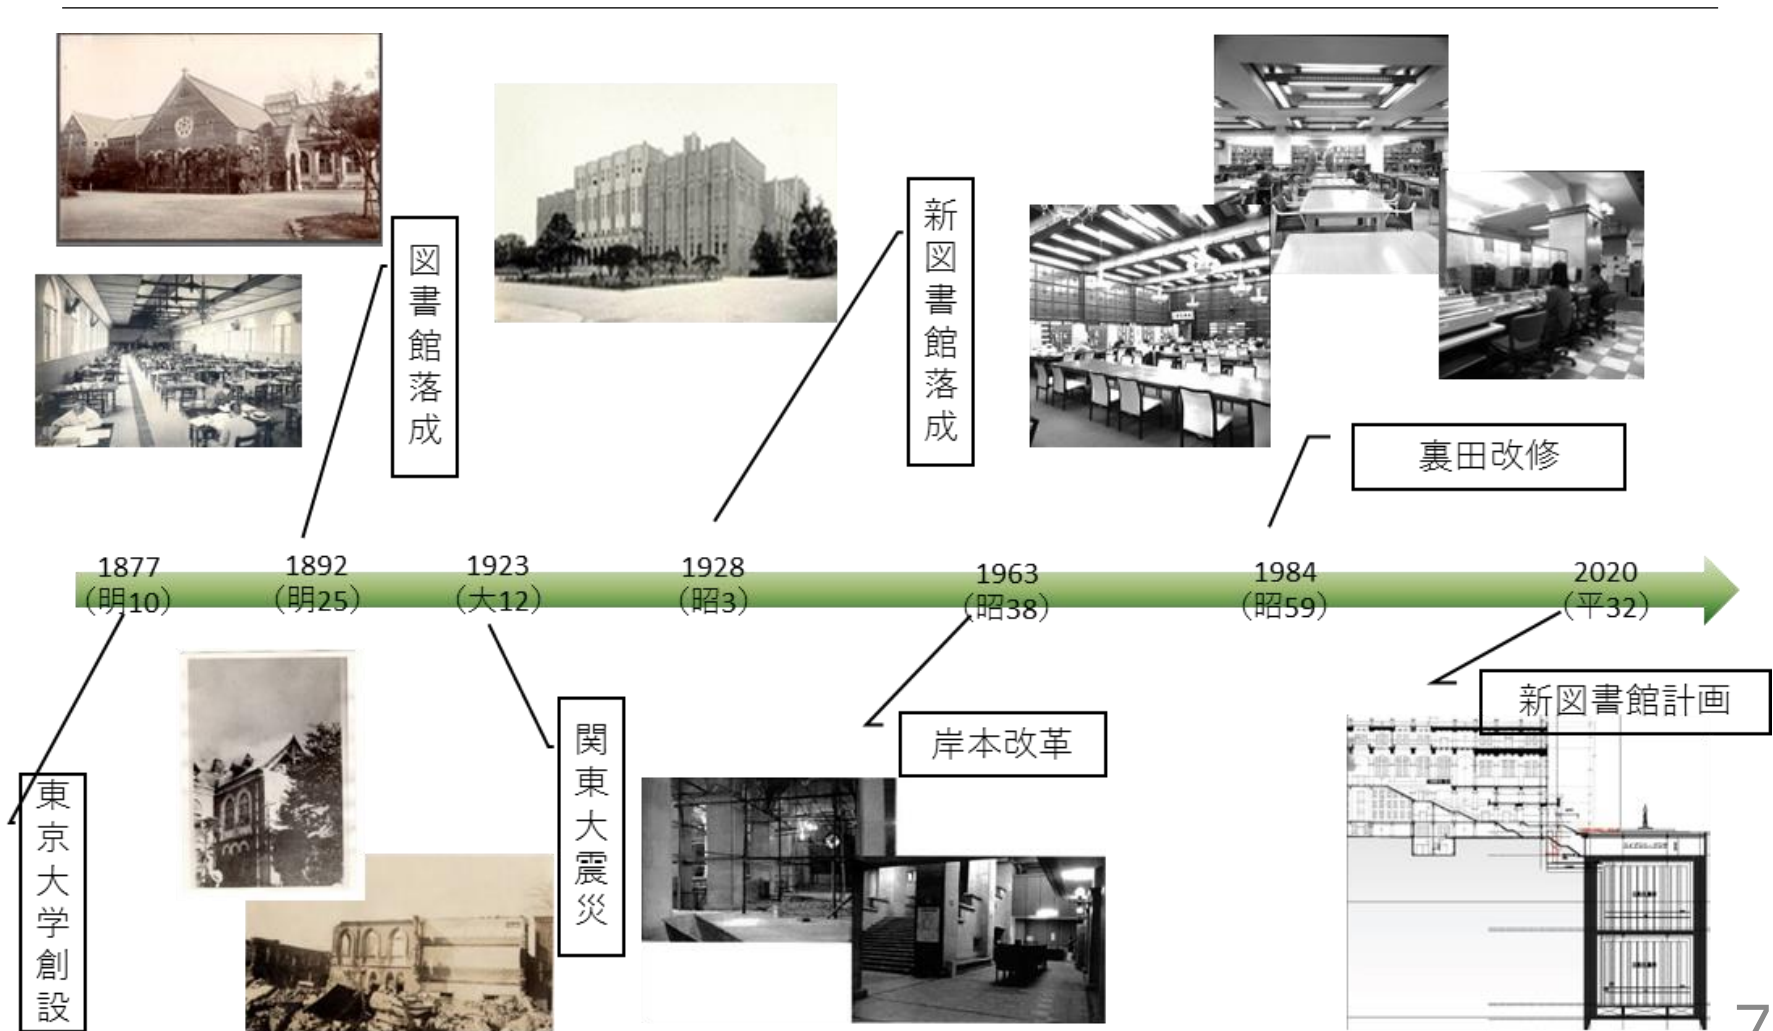 図書館落成
新図書館落成
裏田改修
1877
(明10)
1892
(明25)
1923
(大12)
1928
(昭3)
1963
(昭38)
1984
(昭59)
2020
(平32)
東京大学創設
関東大震災
岸本改革
新図書館計画
7